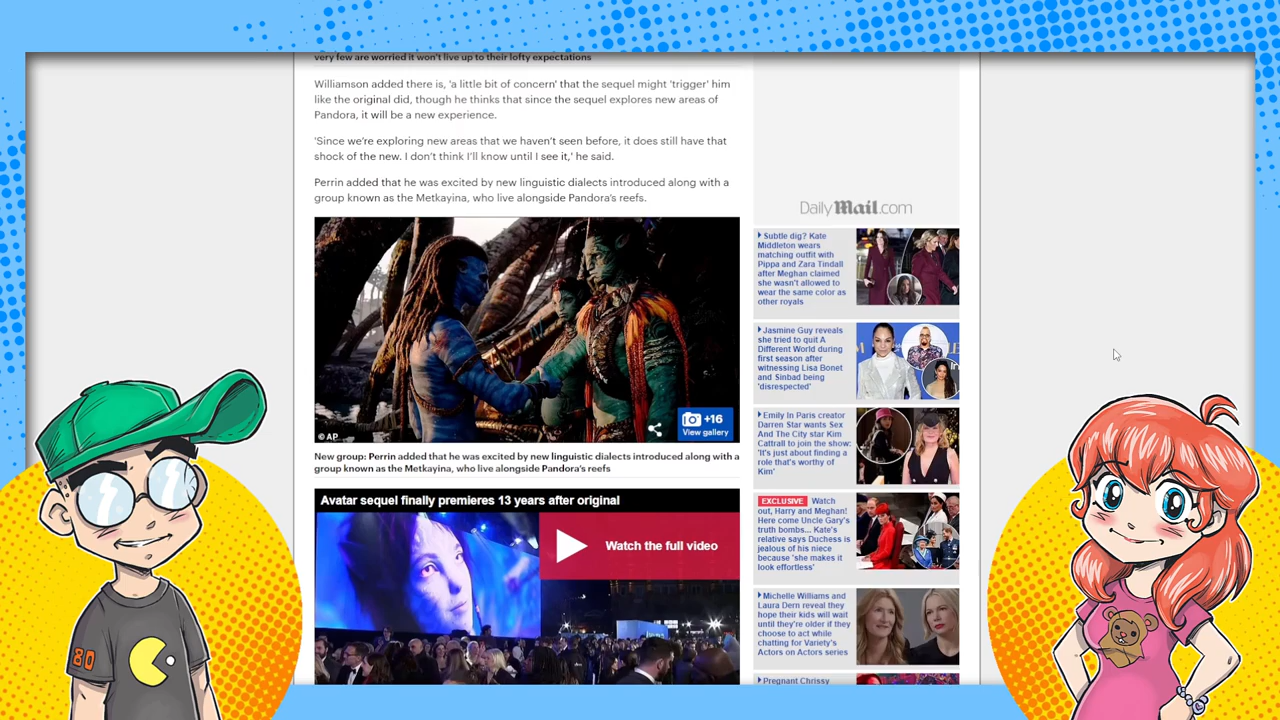 very few are worried it won't live up to their lofty expectations
Williamson added there is, 'a little bit of concern' that the sequel might 'trigger' him
like the original did, though he thinks that since the sequel explores new areas of
Pandora, it will be a new experience.
'Since we're exploring new areas that we haven't seen before, it does still have that
shock of the new. I don't think I'll know until I see it,' he said.
Perrin added that he was excited by new linguistic dialects introduced along with a
group known as the Metkayina, who live alongside Pandora's reefs.
© AP
+16
View gallery
New group: Perrin added that he was excited by new linguistic dialects introduced along with a
group known as the Metkayina, who live alongside Pandora's reefs
Avatar sequel finally premieres 13 years after original
Watch the full video
Daily Mail.com
Subtle dig? Kate
Middleton wears
matching outfit with
Pippa and Zara Tindall
after Meghan claimed
she wasn't allowed to
wear the same color as
other royals
Jasmine Guy reveals
she tried to quit A
Different World during
first season after
witnessing Lisa Bonet
and Sinbad being
'disrespected'
Emily In Paris creator
Darren Star wants Sex
And The City star Kim
Cattrall to join the show:
'It's just about finding a
role that's worthy of
Kim'
EXCLUSIVE Watch
out, Harry and Meghan!
Here come Uncle Gary's
truth bombs... Kate's
relative says Duchess is
jealous of his niece
because 'she makes it
look effortless'
Michelle Williams and
Laura Dern reveal they
hope their kids will wait
until they're older if they
choose to act while
chatting for Variety's
Actors on Actors series
Pregnant Chrissy
80